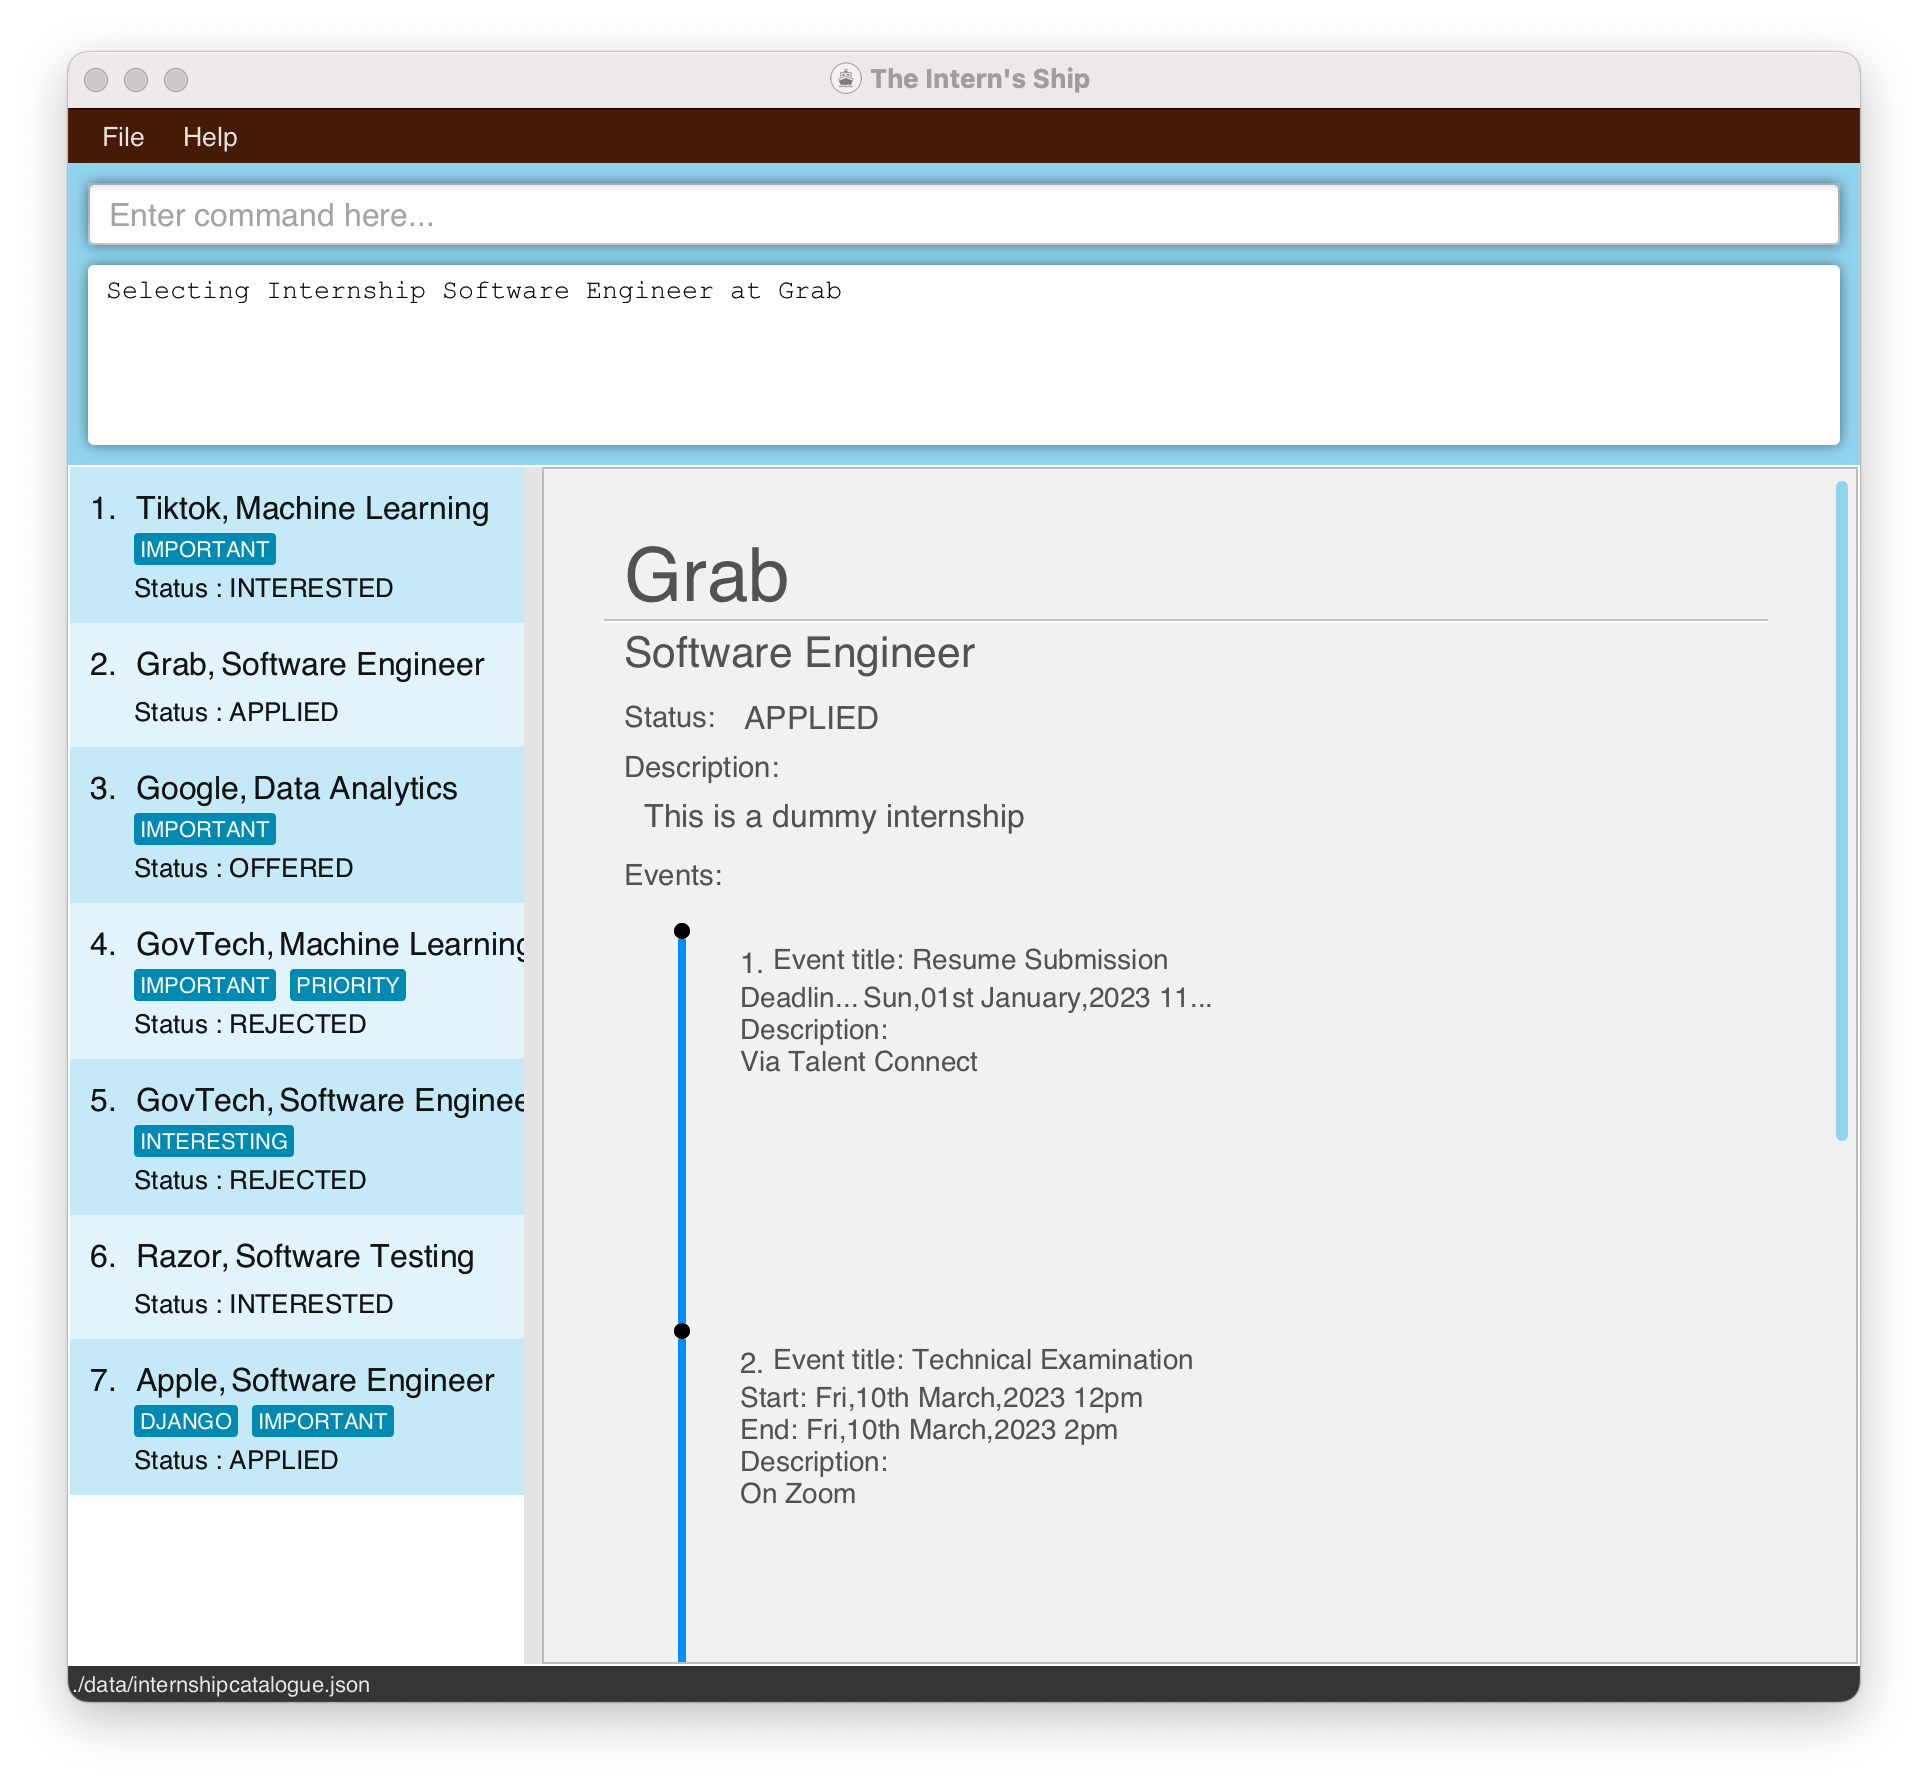 The Intern's Ship
File Help
Enter command here...
Selecting Internship Software Engineer at Grab
1. Tiktok, Machine Learning
IMPORTANT
Status : INTERESTED
2. Grab, Software Engineer
Status : APPLIED
3. Google, Data Analytics
IMPORTANT
Status : OFFERED
4. GovTech, Machine Learning
IMPORTANT PRIORITY
Status : REJECTED
5. GovTech, Software Enginee
INTERESTING
Status : REJECTED
6. Razor, Software Testing
Status : INTERESTED
7. Apple, Software Engineer
DJANGO IMPORTANT
Status : APPLIED
Grab
Software Engineer
Status: APPLIED
Description:
This is a dummy internship
Events:
1. Event title: Resume Submission
Deadlin... Sun,01st January,2023 11...
Description:
Via Talent Connect
2. Event title: Technical Examination
Start: Fri,10th March,2023 12pm
End: Fri,10th March,2023 2pm
Description:
On Zoom
./data/internshipcatalogue.json